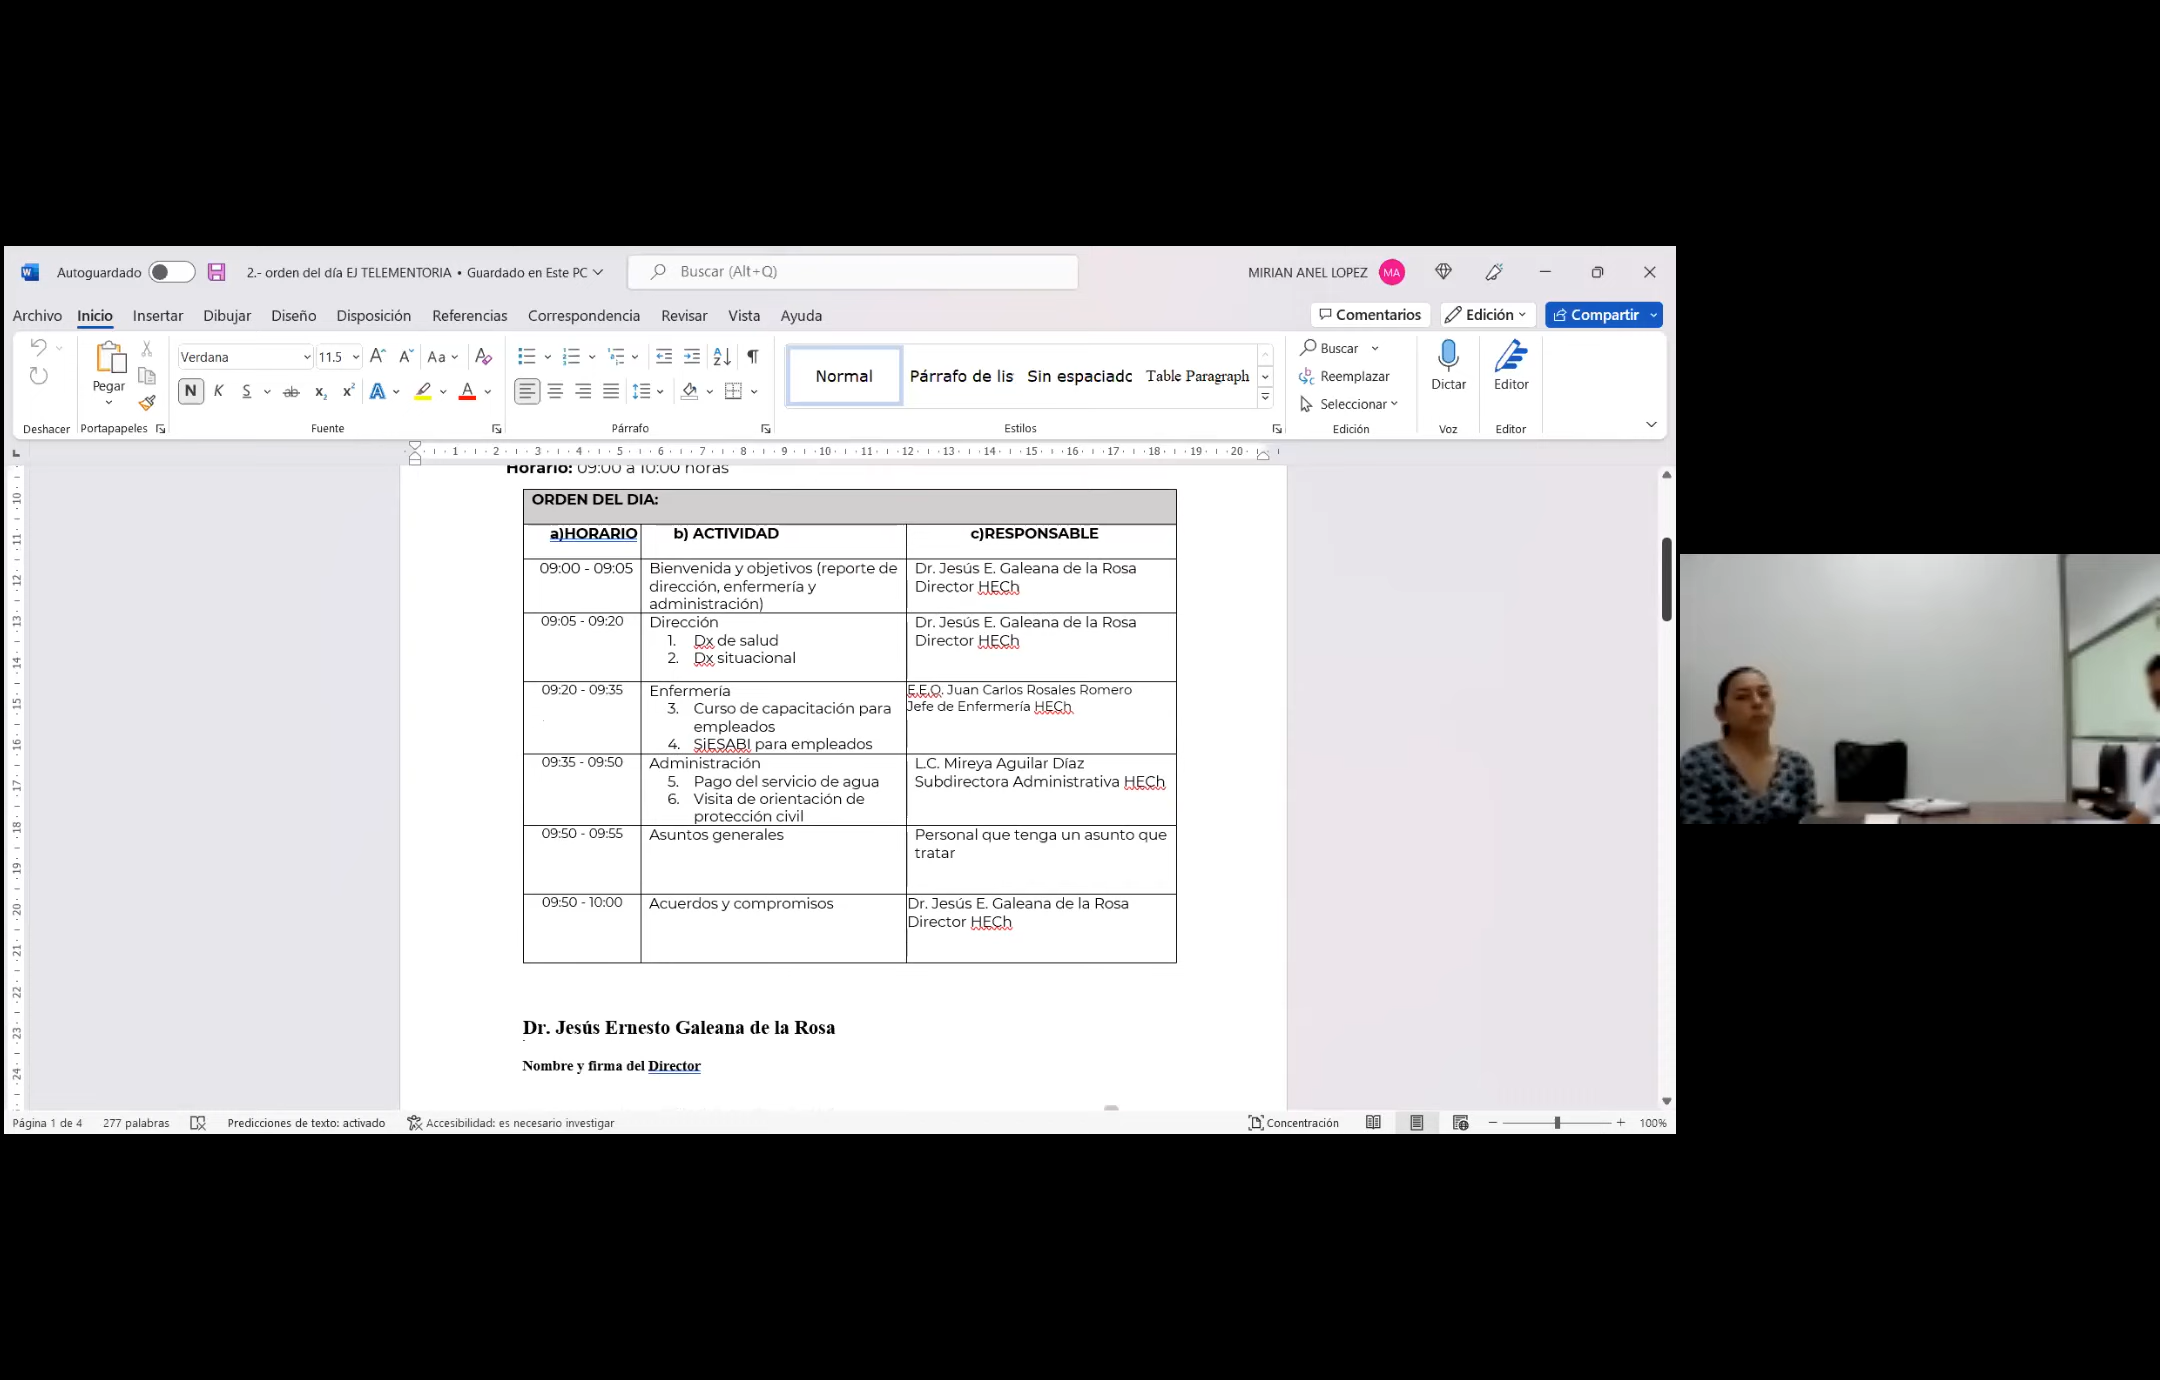 Autoguardado
2.- orden del día EJ TELEMENTORIA • Guardado en Este PC
Buscar (Alt+Q)
MIRIAN ANEL LOPEZ
MA
Archivo Inicio Insertar Dibujar Diseño Disposición Referencias Correspondencia Revisar Vista Ayuda
Comentarios
Edición
Compartir
Pegar
Verdana
11.5
Normal
Párrafo de lis
Sin espaciadc
Table Paragraph
Buscar
Reemplazar
Seleccionar
Dictar
Editor
Deshacer
Portapapeles
Fuente
Párrafo
Estilos
Edición
Voz
Editor
Horario: 09:00 a 10:00 horas
ORDEN DEL DIA:
a)HORARIO b) ACTIVIDAD c)RESPONSABLE
09:00 - 09:05
Bienvenida y objetivos (reporte de
dirección, enfermería y
administración)
Dr. Jesús E. Galeana de la Rosa
Director HECh
09:05 - 09:20
Dirección
1. Dx de salud
2. Dx situacional
Dr. Jesús E. Galeana de la Rosa
Director HECh
09:20 - 09:35
Enfermería
3. Curso de capacitación para
empleados
4. SiESABI para empleados
E.E.Q. Juan Carlos Rosales Romero
Jefe de Enfermería HECh
09:35 - 09:50
Administración
5. Pago del servicio de agua
6. Visita de orientación de
protección civil
L.C. Mireya Aguilar Díaz
Subdirectora Administrativa HECh
09:50 - 09:55
Asuntos generales
Personal que tenga un asunto que
tratar
09:50 - 10:00
Acuerdos y compromisos
Dr. Jesús E. Galeana de la Rosa
Director HECh
Dr. Jesús Ernesto Galeana de la Rosa
Nombre y firma del Director
Página 1 de 4
277 palabras
Predicciones de texto: activado
Accesibilidad: es necesario investigar
Concentración
100%